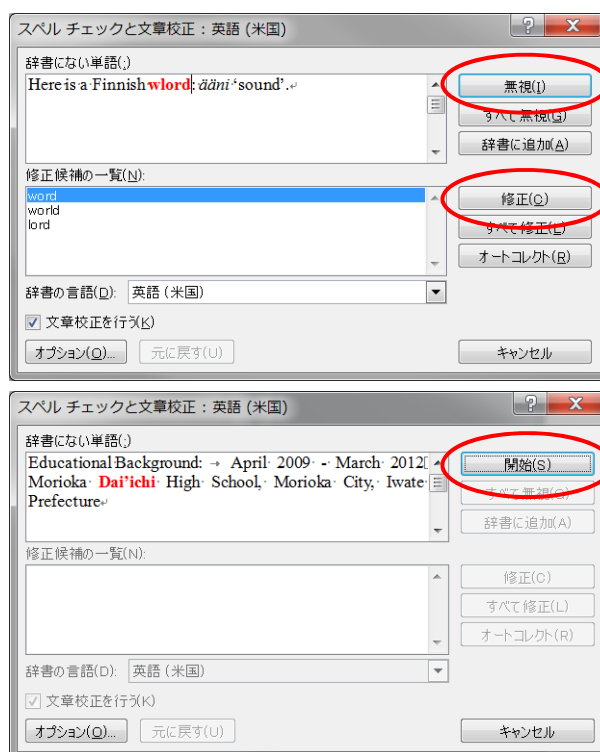 スペル チェックと文章校正 : 英語 (米国)
辞書にない単語(;)
Here is a Finnish wlord: ääni ‘sound’.↵
無視(I)
すべて無視(G)
辞書に追加(A)
修正候補の一覧(N):
word
world
lord
修正(C)
すべて修正(L)
オートコレクト(R)
辞書の言語(D): 英語 (米国)
文章校正を行う(K)
オプション(O)... 元に戻す(U) キャンセル
スペル チェックと文章校正 : 英語 (米国)
辞書にない単語(;)
Educational Background: → April 2009 - March 2012
Morioka Dai’ichi High School, Morioka City, Iwate
Prefecture↵
開始(S)
すべて無視(G)
辞書に追加(A)
修正候補の一覧(N):
修正(C)
すべて修正(L)
オートコレクト(R)
辞書の言語(D): 英語 (米国)
文章校正を行う(K)
オプション(O)... 元に戻す(U) キャンセル